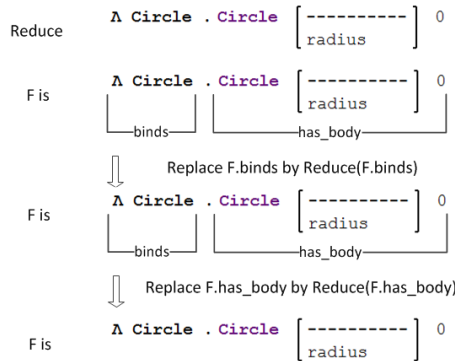 Reduce Λ Circle . Circle [ ---------- ] 0
radius
F is Λ Circle . Circle [ ---------- ] 0
radius
binds has_body
Replace F.binds by Reduce(F.binds)
F is Λ Circle . Circle [ ---------- ] 0
radius
binds has_body
Replace F.has_body by Reduce(F.has_body)
F is Λ Circle . Circle [ ---------- ] 0
radius